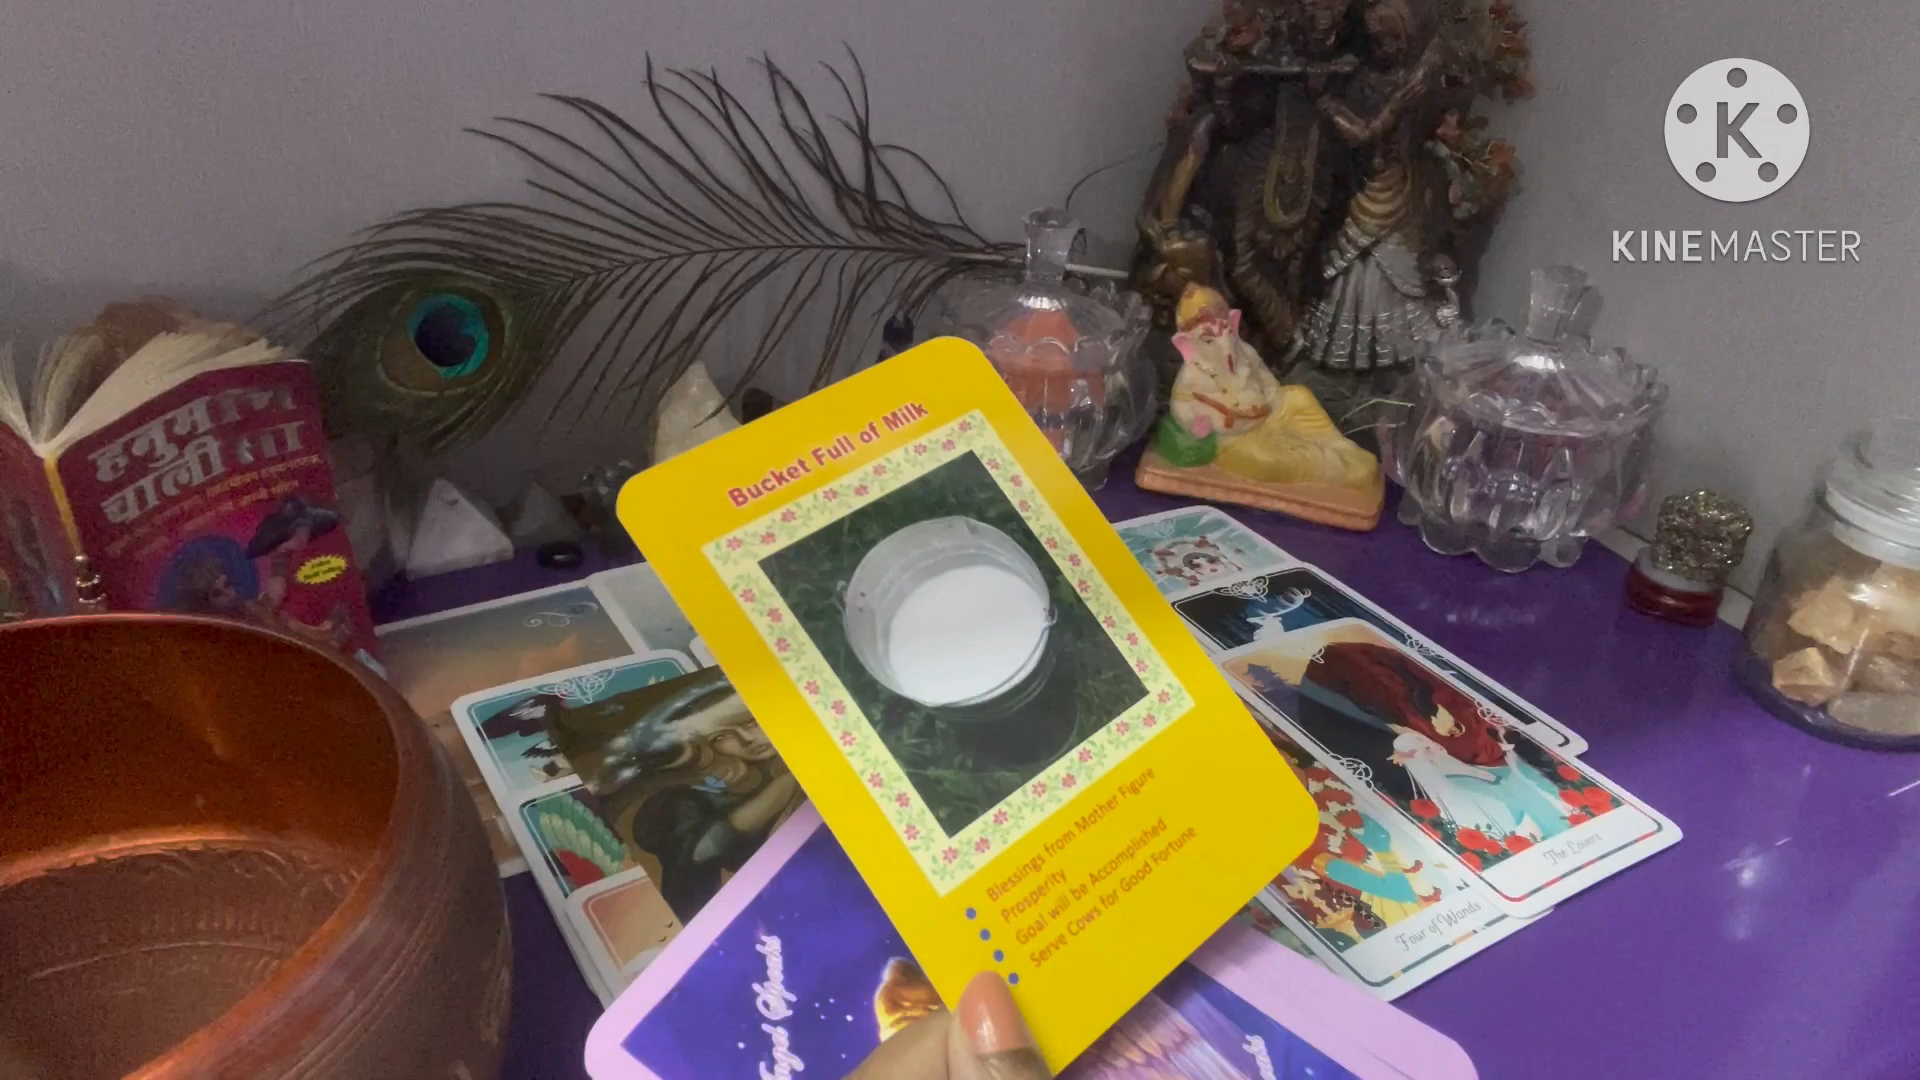 KINEMASTER
हनुमान
चालीसा
Bucket Full of Milk
Blessings from Mother Figure
Prosperity
Goal will be Accomplished
Serve Cows for Good Fortune
The Lovers
Four of Wands